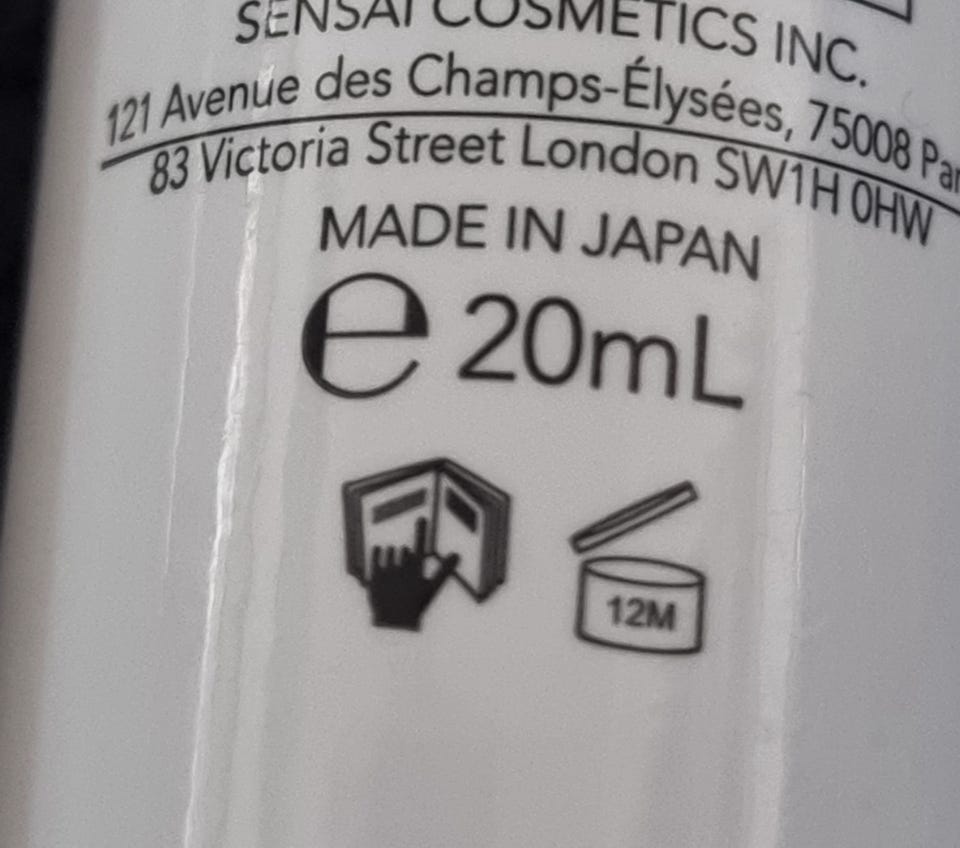 SENSAI COSMETICS INC.
121 Avenue des Champs-Élysées, 75008 Par
83 Victoria Street London SW1H 0HW
MADE IN JAPAN
℮ 20mL
12M